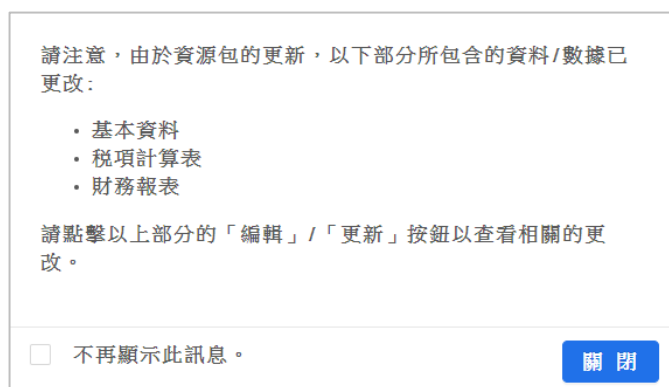 請注意，由於資源包的更新，以下部分所包含的資料/數據已
更改:
• 基本資料
• 税項計算表
• 財務報表
請點擊以上部分的「編輯」/「更新」按鈕以查看相關的更
改。
不再顯示此訊息。
關 閉